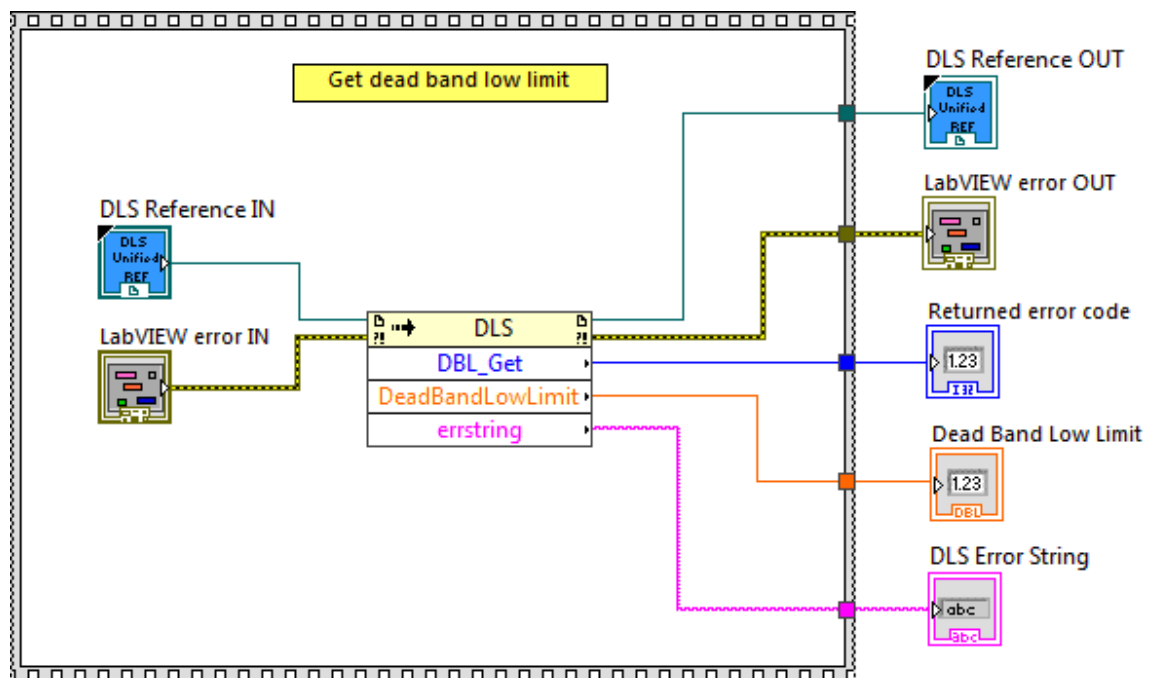 Get dead band low limit
DLS Reference OUT
DLS
Unified
REF
LabVIEW error OUT
DLS Reference IN
DLS
Unified
REF
LabVIEW error IN
?!
DLS
?!
DBL_Get
DeadBandLowLimit
errstring
Returned error code
1.23
I32
Dead Band Low Limit
1.23
DBL
DLS Error String
abc
abc